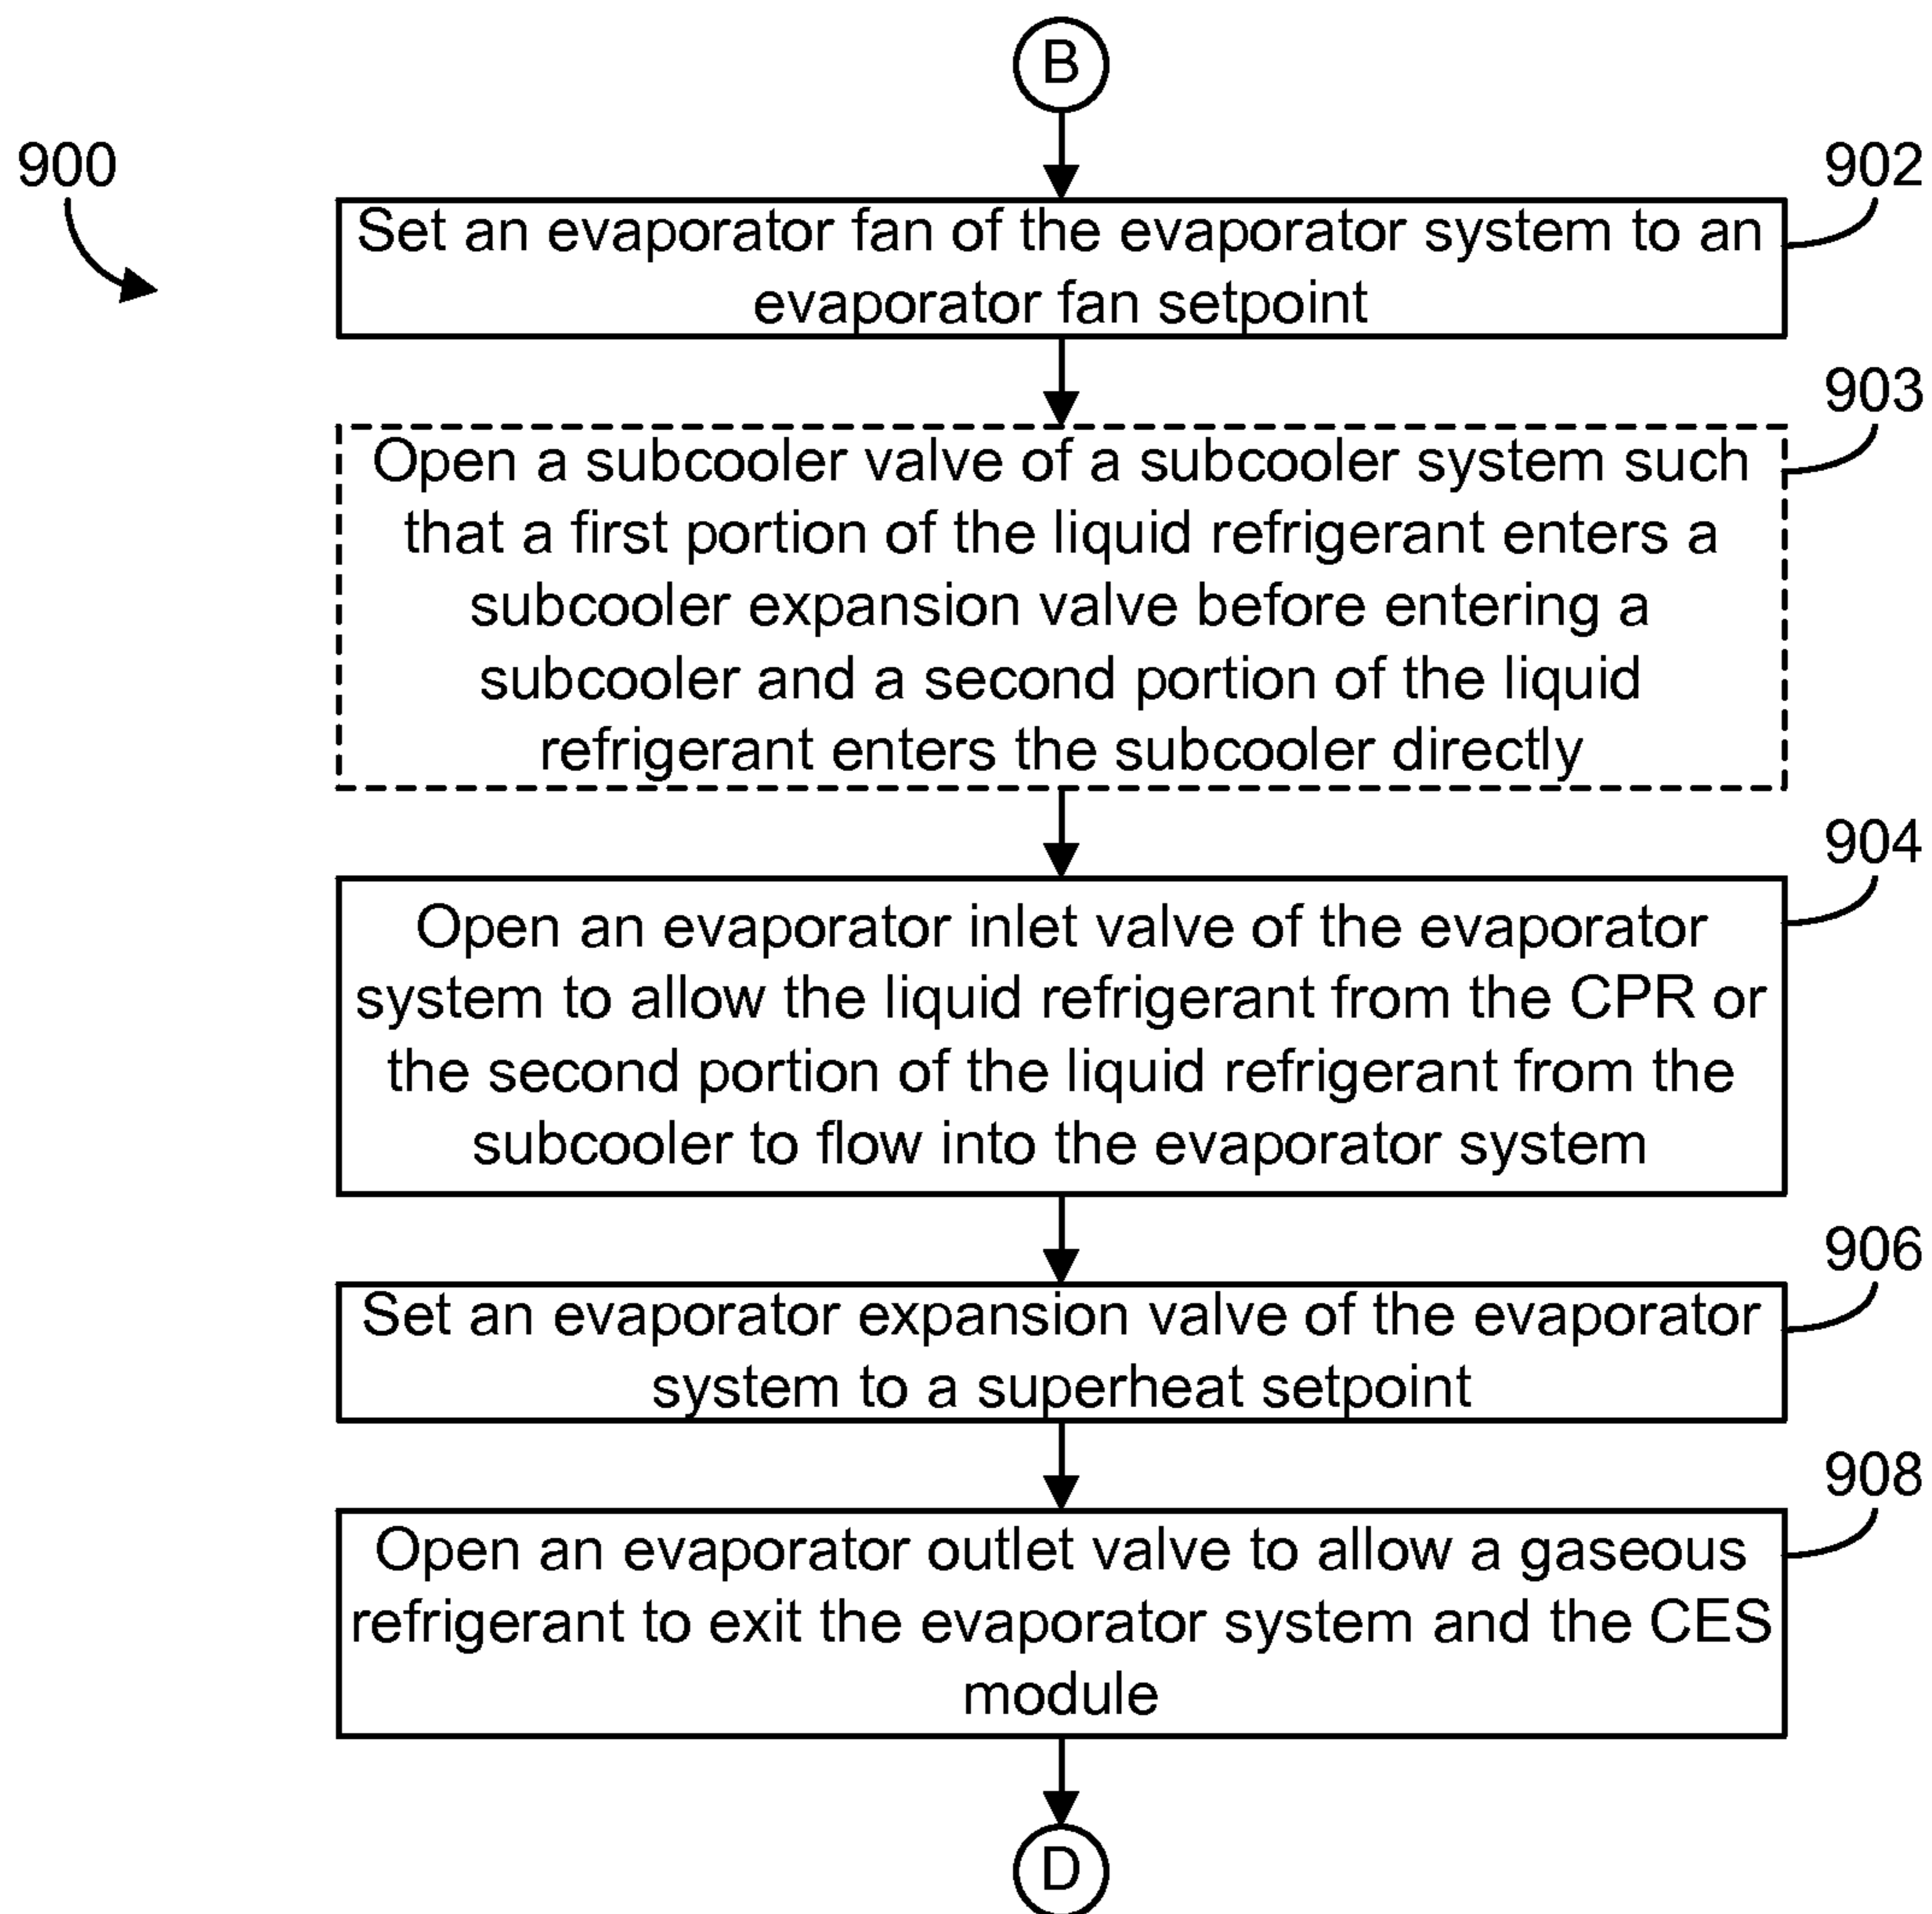 B
900
902
Set an evaporator fan of the evaporator system to an
evaporator fan setpoint
903
Open a subcooler valve of a subcooler system such
that a first portion of the liquid refrigerant enters a
subcooler expansion valve before entering a
subcooler and a second portion of the liquid
refrigerant enters the subcooler directly
904
Open an evaporator inlet valve of the evaporator
system to allow the liquid refrigerant from the CPR or
the second portion of the liquid refrigerant from the
subcooler to flow into the evaporator system
906
Set an evaporator expansion valve of the evaporator
system to a superheat setpoint
908
Open an evaporator outlet valve to allow a gaseous
refrigerant to exit the evaporator system and the CES
module
D